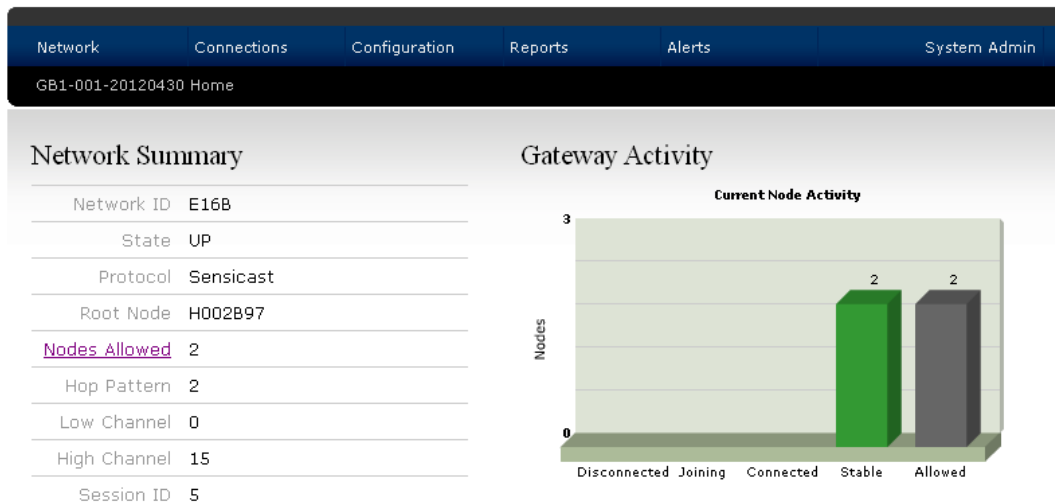 Network Connections Configuration Reports Alerts System Admin
GB1-001-20120430 Home
Network Summary
Network ID E16B
State UP
Protocol Sensicast
Root Node H002B97
Nodes Allowed 2
Hop Pattern 2
Low Channel 0
High Channel 15
Session ID 5
Gateway Activity
Current Node Activity
3
2 2
Nodes
0
Disconnected Joining Connected Stable Allowed